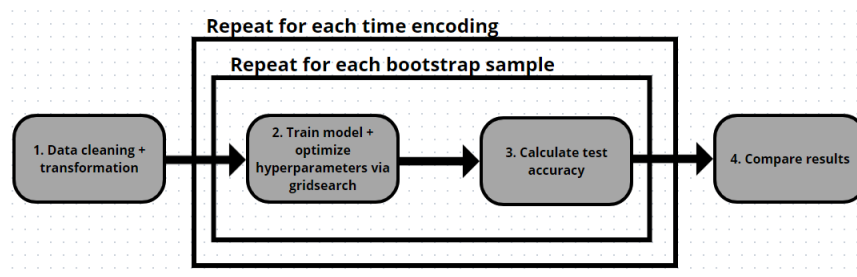 Repeat for each time encoding
Repeat for each bootstrap sample
1. Data cleaning +
transformation
2. Train model +
optimize
hyperparameters via
gridsearch
3. Calculate test
accuracy
4. Compare results